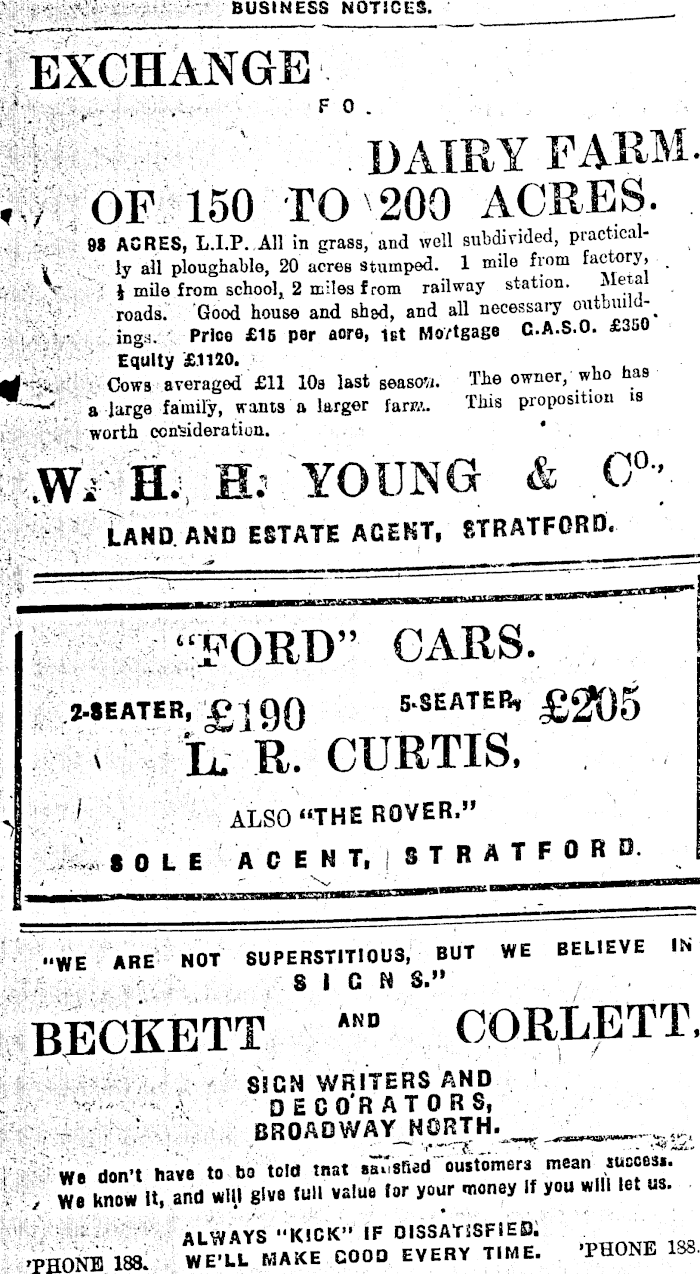 BUSINESS NOTICES.
EXCHANGE
FO.
DAIRY FARM.
OF 150 TO 200 ACRES.
98 ACRES, L.I.P. All in grass, and well subdivided, practical-
ly all ploughable, 20 acres stumped. 1 mile from factory,
½ mile from school, 2 miles from railway station. Metal
roads. Good house and shed, and all necessary outbuild-
ings. Price £15 per acre, 1st Mortgage C.A.S.O. £350
Equity £1120.
Cows averaged £11 10s last season. The owner, who has
a large family, wants a larger farm. This proposition is
worth consideration.
W. H. H. YOUNG & Co.,
LAND AND ESTATE AGENT, STRATFORD.
"FORD" CARS.
2-SEATER, £190 5-SEATER, £205
L. R. CURTIS,
ALSO "THE ROVER."
SOLE AGENT, STRATFORD.
"WE ARE NOT SUPERSTITIOUS, BUT WE BELIEVE IN
SIGNS."
BECKETT AND CORLETT,
SIGN WRITERS AND
DECORATORS,
BROADWAY NORTH.
We don't have to be told that satisfied customers mean success.
We know it, and will give full value for your money if you will let us.
ALWAYS "KICK" IF DISSATISFIED.
'PHONE 188. WE'LL MAKE GOOD EVERY TIME. 'PHONE 188.